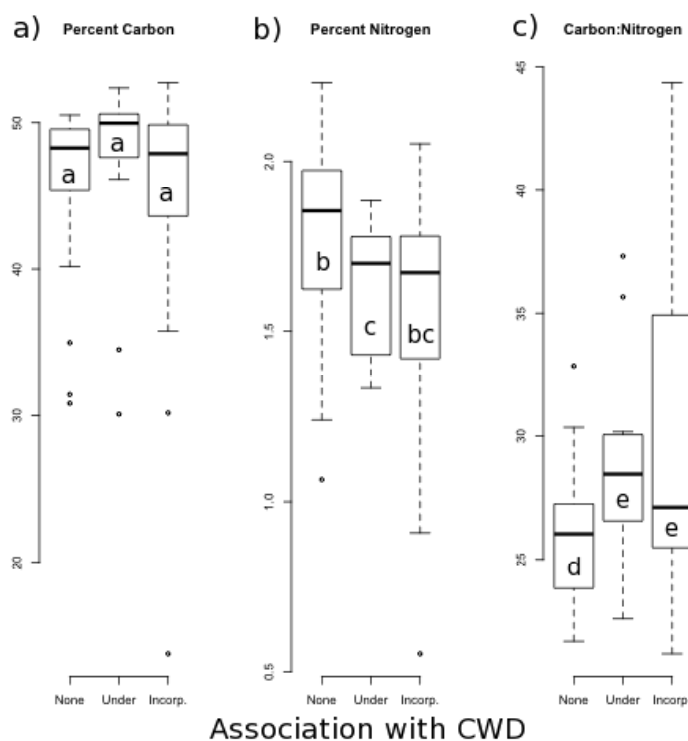 a) Percent Carbon
b) Percent Nitrogen
c) Carbon:Nitrogen
50
40
30
20
a
a
a
None Under Incorp.
2.0
1.5
1.0
0.5
b
c
bc
None Under Incorp.
45
40
35
30
25
d
e
e
None Under Incorp
Association with CWD